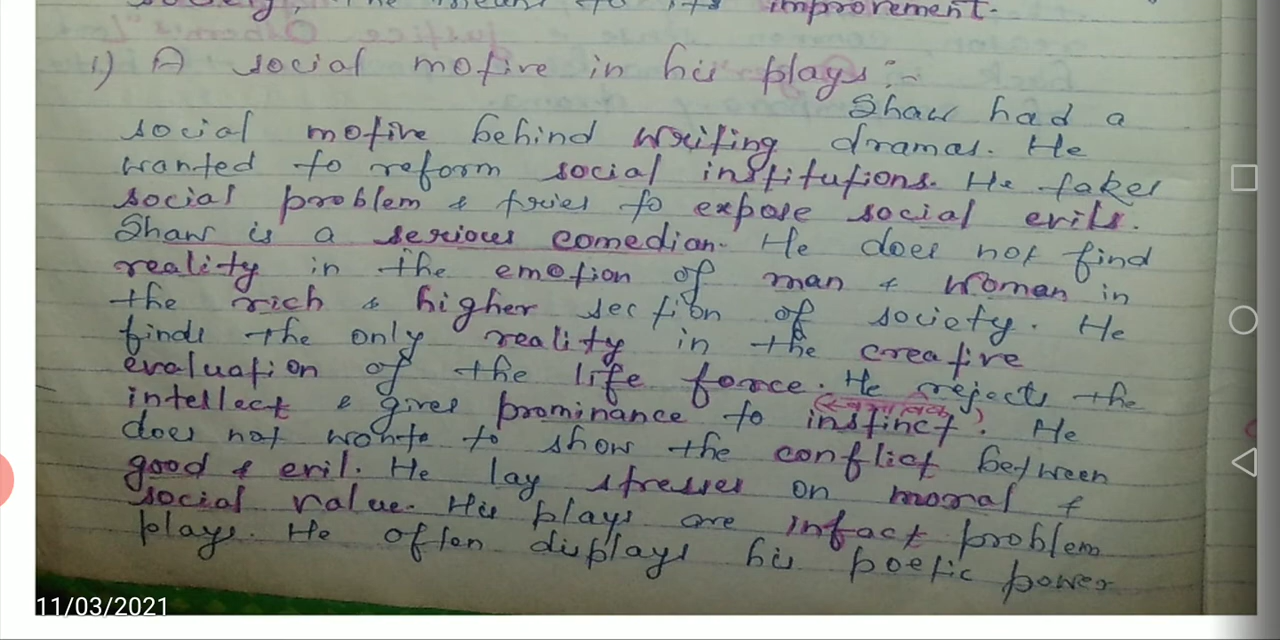 improvement.
1.) A social motive in his plays :-
Shaw had a
social motive behind writing dramas. He
wanted to reform social institutions. He takes
social problem & tries to expose social evils.
Shaw is a serious comedian. He does not find
reality in the emotion of man & woman in
the rich & higher section of society. He
finds the only reality in the creative
evaluation of the life force. He rejects the
intellect & gives prominance to instinct. He
does not wants to show the conflict between
good & evil. He lay stresses on moral &
social value. His plays are infact problem
plays. He often displays his poetic power
11/03/2021